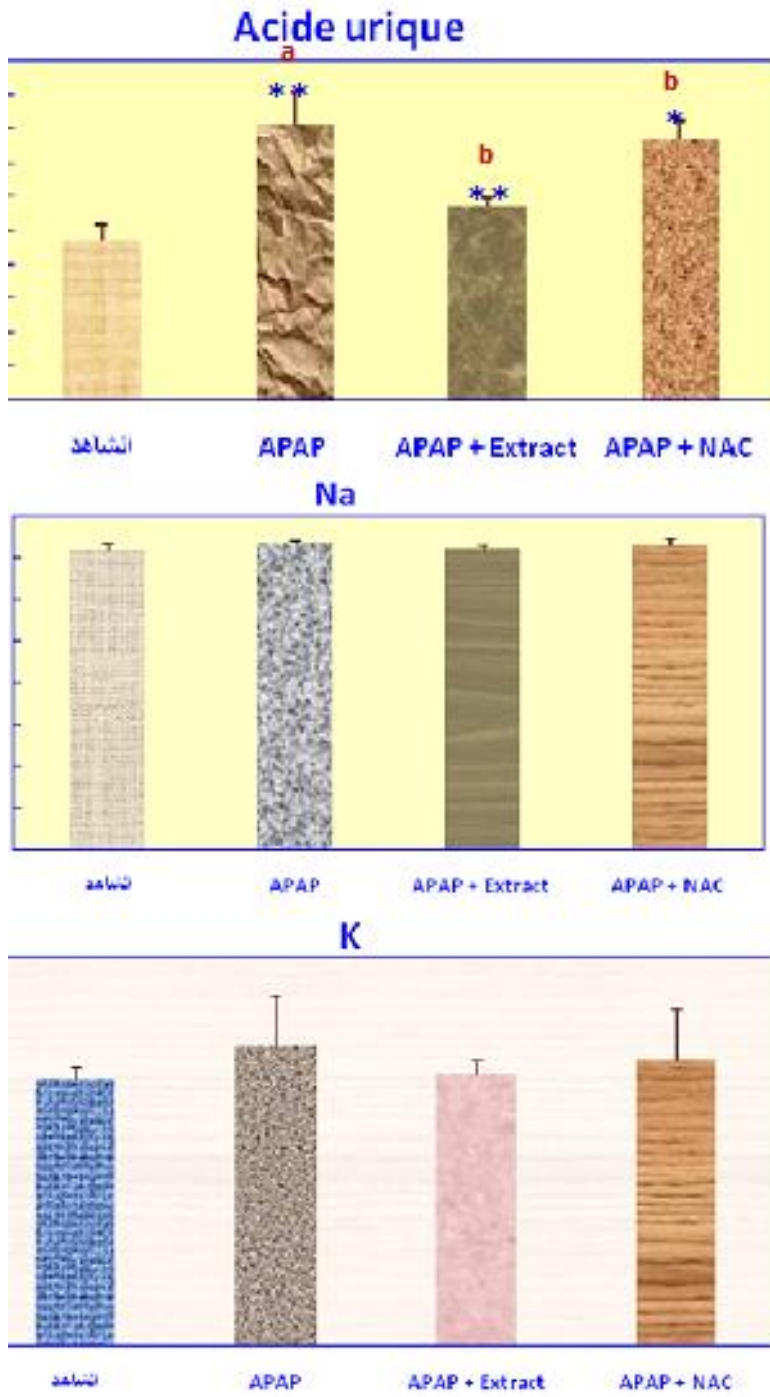 Acide urique
a
**
b
*
b
**
الشاهد APAP APAP + Extract APAP + NAC
Na
الشاهد APAP APAP + Extract APAP + NAC
K
الشاهد APAP APAP + Extract APAP + NAC